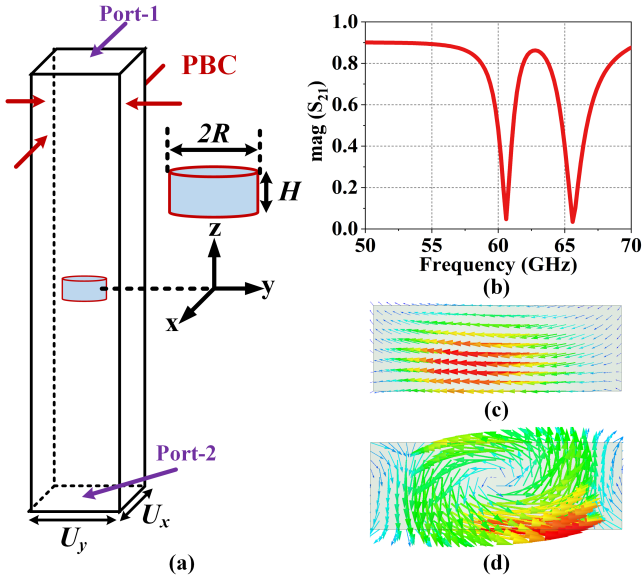 Port-1
PBC
2R
H
z
y
x
Port-2
U_y
U_x
(a)
mag (S_21)
1.0
0.8
0.6
0.4
0.2
0.0
50
55
60
65
70
Frequency (GHz)
(b)
(c)
(d)